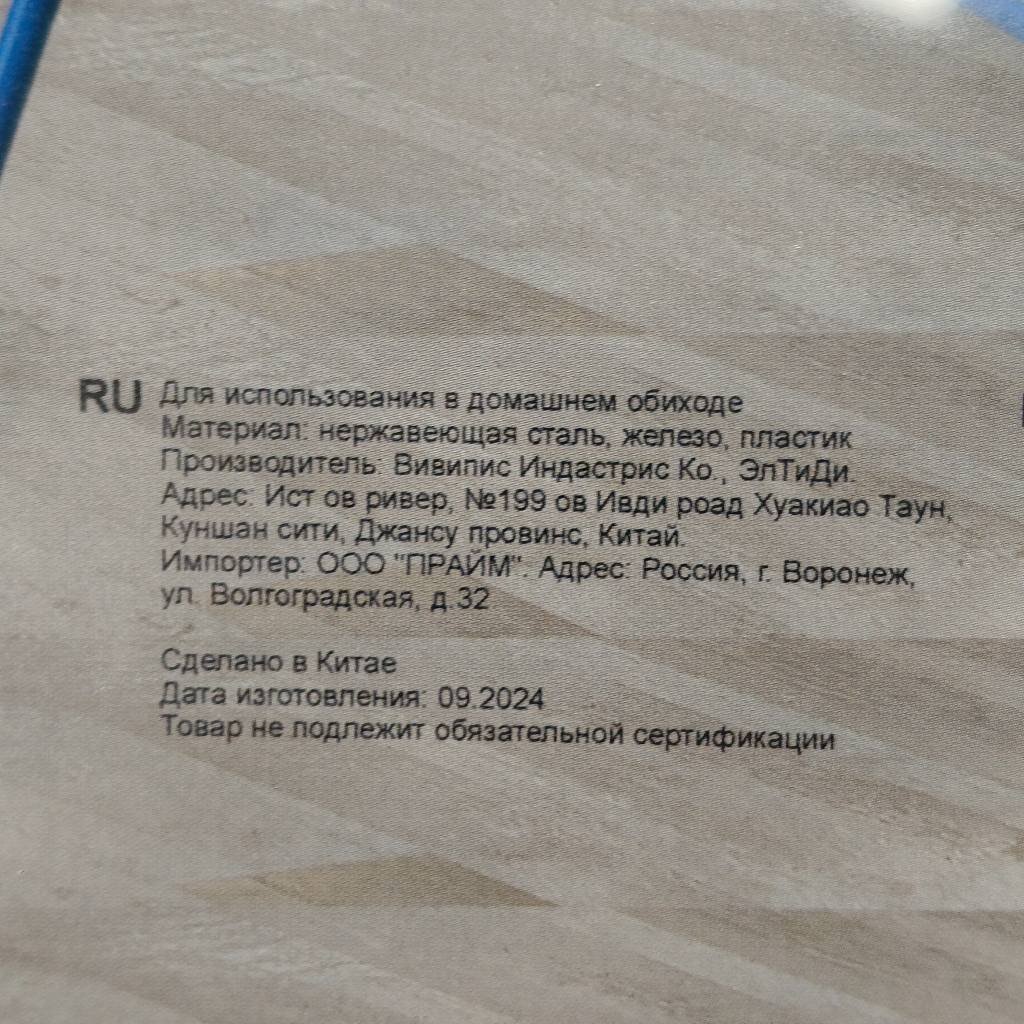 RU Для использования в домашнем обиходе
Материал: нержавеющая сталь, железо, пластик
Производитель: Вивипис Индастрис Ко., ЭлТиДи.
Адрес: Ист ов ривер, №199 ов Ивди роад Хуакиао Таун,
Куншан сити, Джансу провинс, Китай.
Импортер: ООО "ПРАЙМ". Адрес: Россия, г. Воронеж,
ул. Волгоградская, д.32
Сделано в Китае
Дата изготовления: 09.2024
Товар не подлежит обязательной сертификации